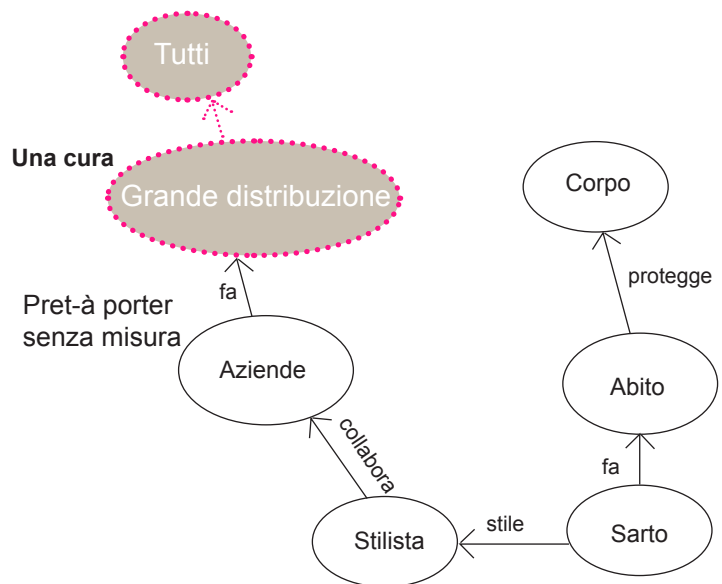 Tutti
Una cura
Grande distribuzione
Corpo
fa
protegge
Pret-à porter
senza misura
Aziende
Abito
collabora
fa
stile
Stilista
Sarto